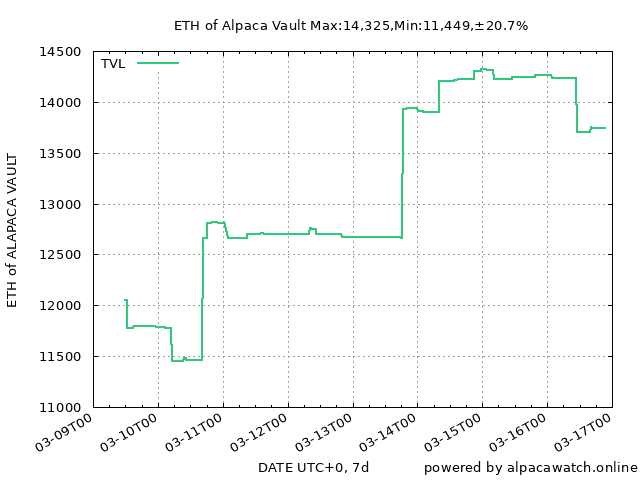 ETH of Alpaca Vault Max:14,325,Min:11,449,±20.7%
TVL
14500
14000
13500
13000
12500
12000
11500
11000
ETH of ALAPACA VAULT
03-09T00
03-10T00
03-11T00
03-12T00
03-13T00
03-14T00
03-15T00
03-16T00
03-17T00
DATE UTC+0, 7d
powered by alpacawatch.online